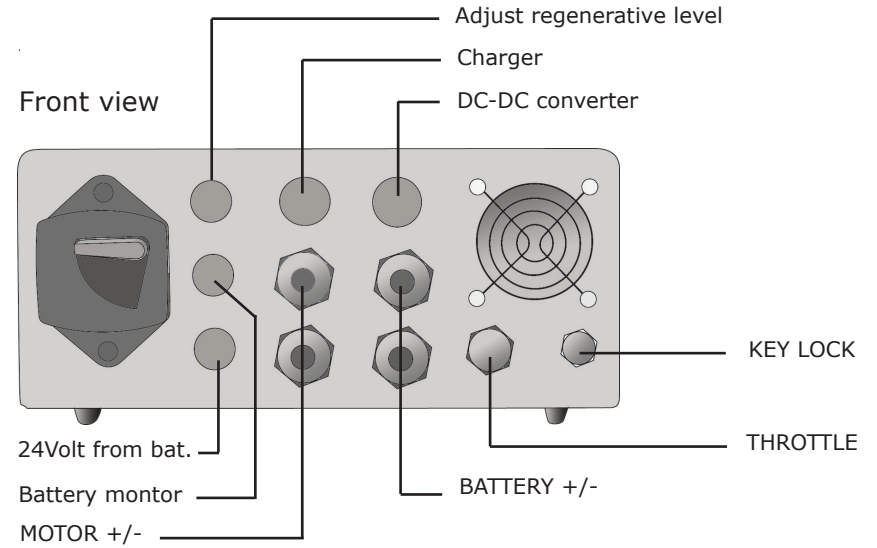 Adjust regenerative level
Charger
Front view
DC-DC converter
KEY LOCK
THROTTLE
24Volt from bat.
BATTERY +/-
Battery montor
MOTOR +/-